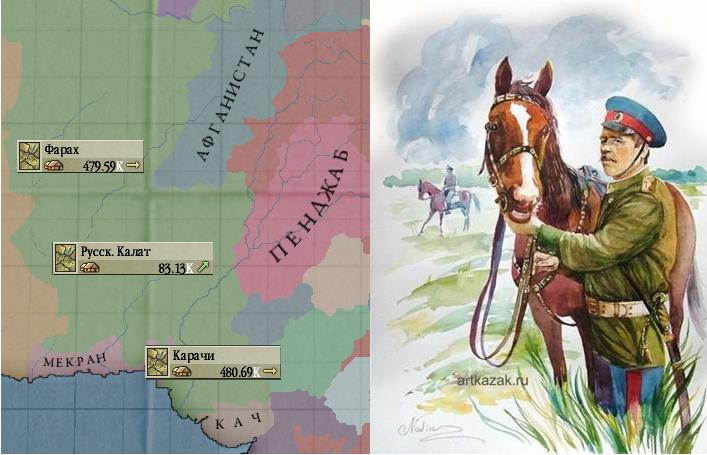 АФГАНИСТАН
Фарах
479.59K
ПЕНДЖАБ
Русск. Калат
83.13K
МЕКРАН
Карачи
480.69K
КАЧ
artkazak.ru